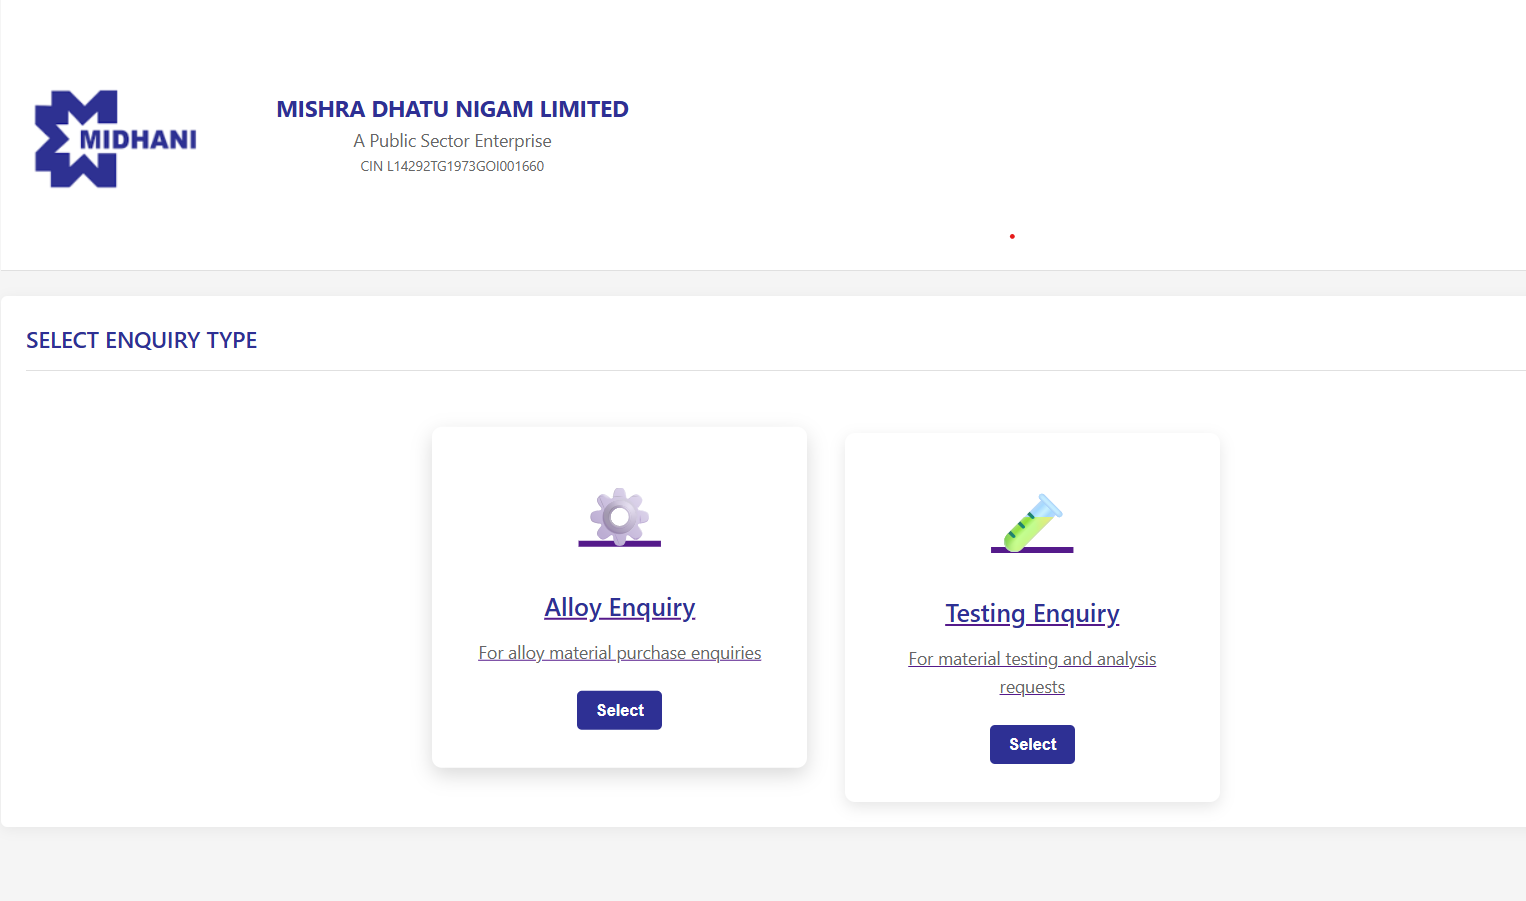 MIDHANI
MISHRA DHATU NIGAM LIMITED
A Public Sector Enterprise
CIN L14292TG1973GOI001660
SELECT ENQUIRY TYPE
Alloy Enquiry
For alloy material purchase enquiries
Select
Testing Enquiry
For material testing and analysis
requests
Select